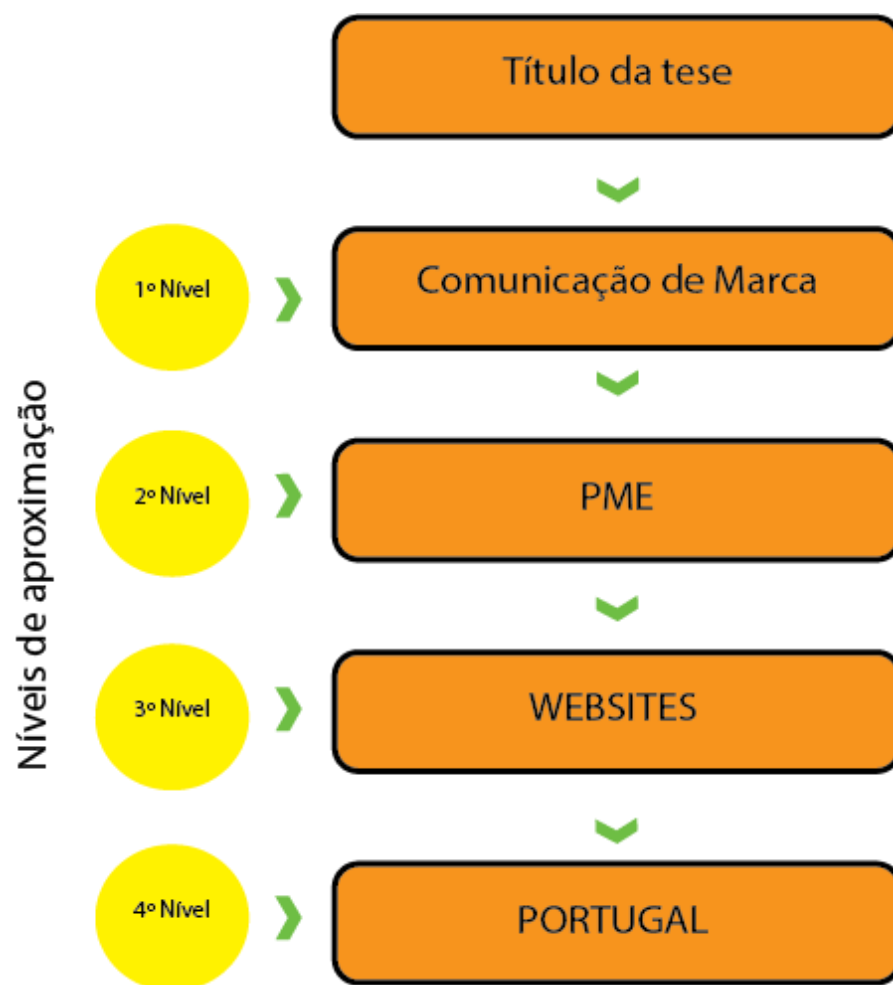 Título da tese
1º Nível
Comunicação de Marca
Níveis de aproximação
2º Nível
PME
3º Nível
WEBSITES
4º Nível
PORTUGAL